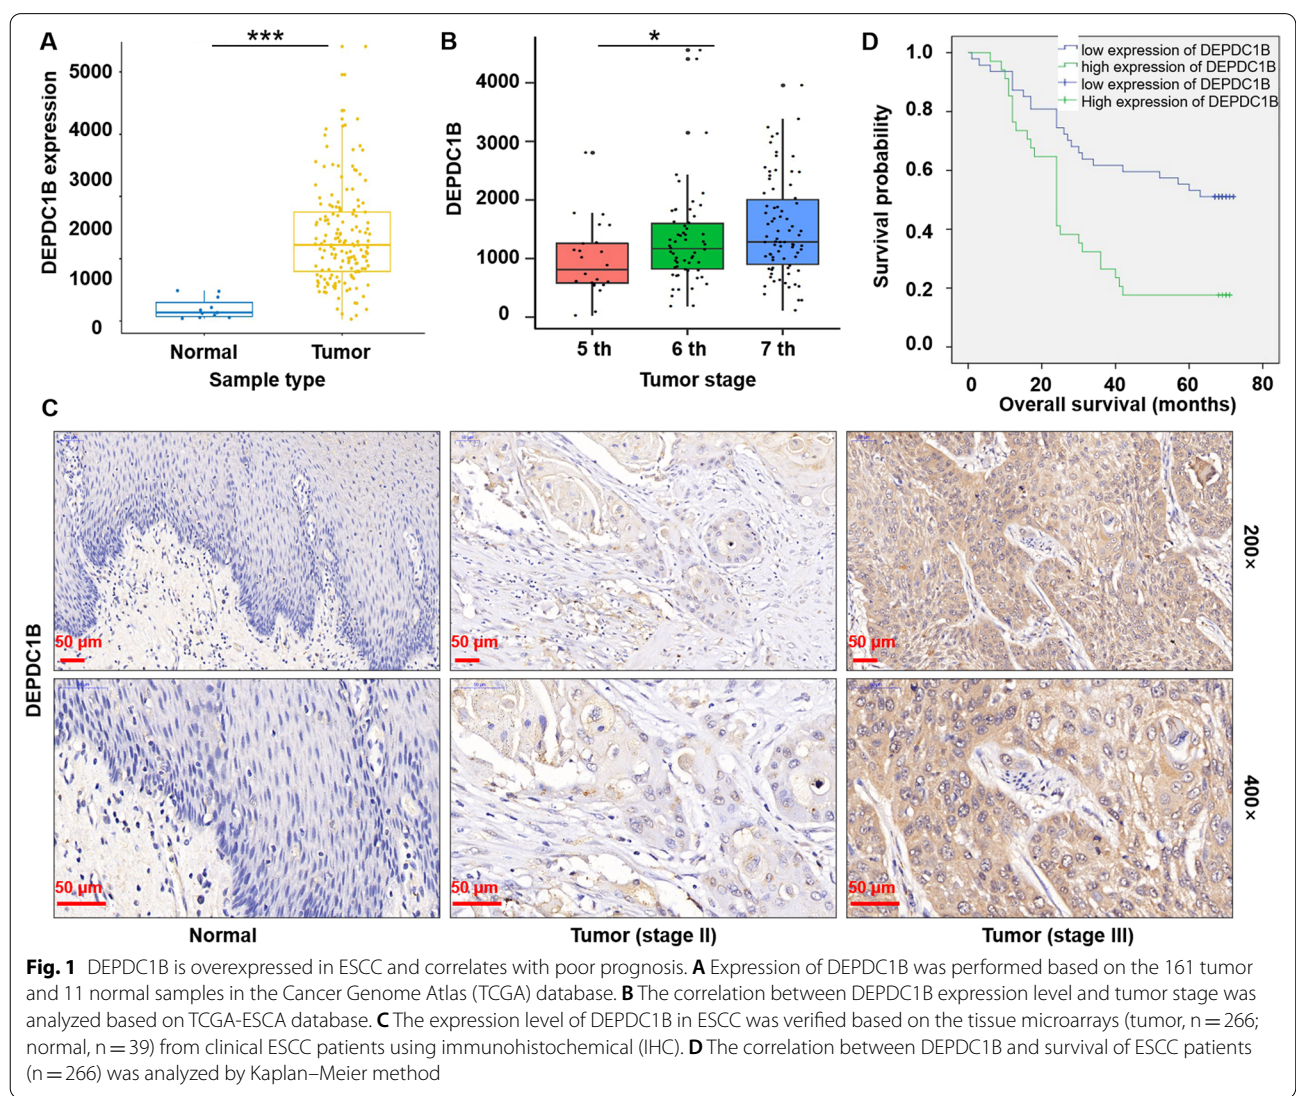 A
***
DEPDC1B expression
5000
4000
3000
2000
1000
0
Normal
Tumor
Sample type
B
*
DEPDC1B
4000
3000
2000
1000
0
5 th
6 th
7 th
Tumor stage
D
low expression of DEPDC1B
high expression of DEPDC1B
low expression of DEPDC1B
High expression of DEPDC1B
Survival probability
1.0
0.8
0.6
0.4
0.2
0.0
0
20
40
60
80
Overall survival (months)
C
DEPDC1B
50 μm
50 μm
50 μm
200×
50 μm
50 μm
50 μm
400×
Normal
Tumor (stage II)
Tumor (stage III)
Fig. 1 DEPDC1B is overexpressed in ESCC and correlates with poor prognosis. A Expression of DEPDC1B was performed based on the 161 tumor
and 11 normal samples in the Cancer Genome Atlas (TCGA) database. B The correlation between DEPDC1B expression level and tumor stage was
analyzed based on TCGA-ESCA database. C The expression level of DEPDC1B in ESCC was verified based on the tissue microarrays (tumor, n = 266;
normal, n = 39) from clinical ESCC patients using immunohistochemical (IHC). D The correlation between DEPDC1B and survival of ESCC patients
(n = 266) was analyzed by Kaplan–Meier method